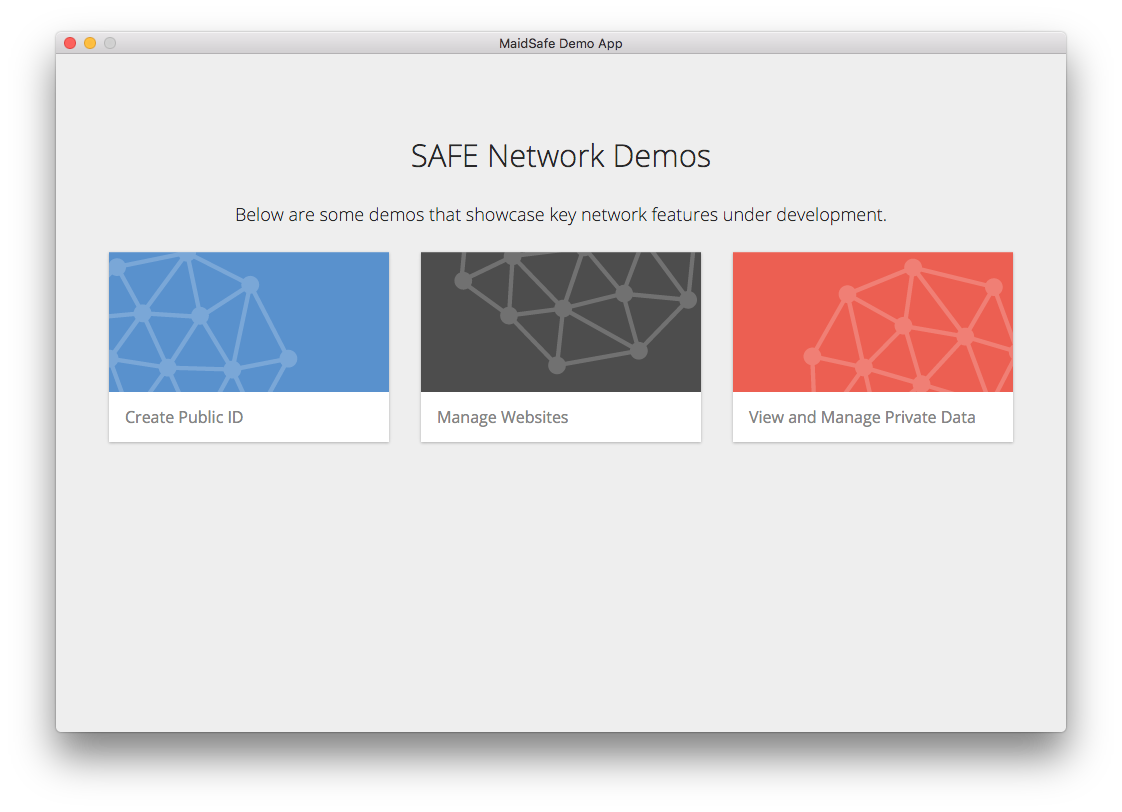 MaidSafe Demo App
SAFE Network Demos
Below are some demos that showcase key network features under development.
Create Public ID
Manage Websites
View and Manage Private Data